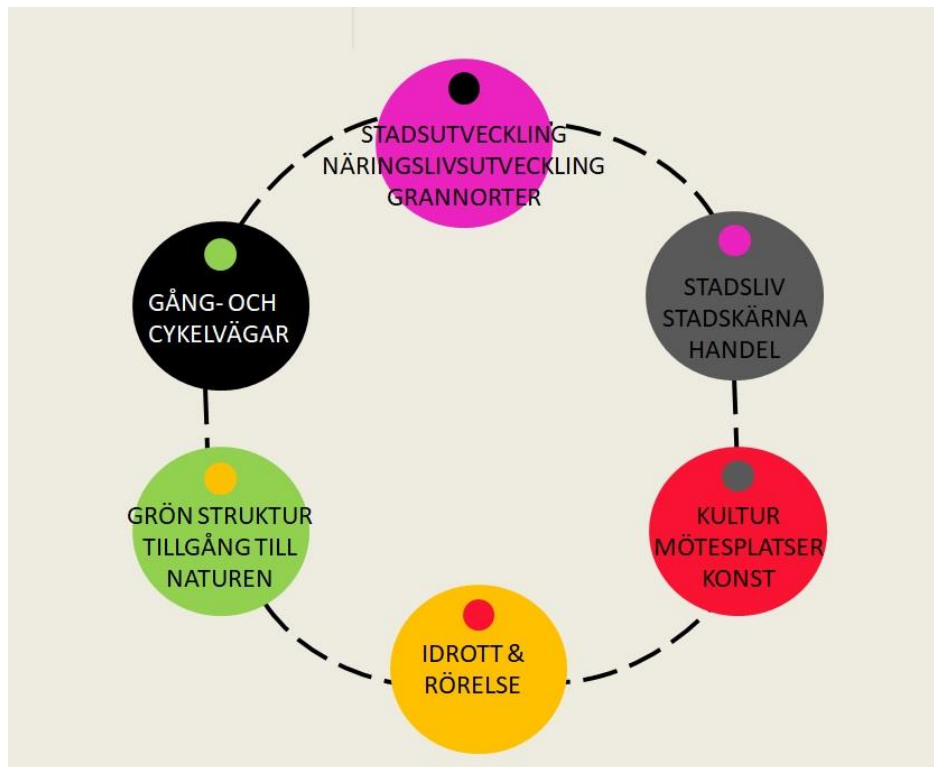 STADSUTVECKLING
NÄRINGSLIVSUTVECKLING
GRANNORTER
STADSLIV
STADSKÄRNA
HANDEL
KULTUR
MÖTESPLATSER
KONST
IDROTT &
RÖRELSE
GRÖN STRUKTUR
TILLGÅNG TILL
NATUREN
GÅNG- OCH
CYKELVÄGAR